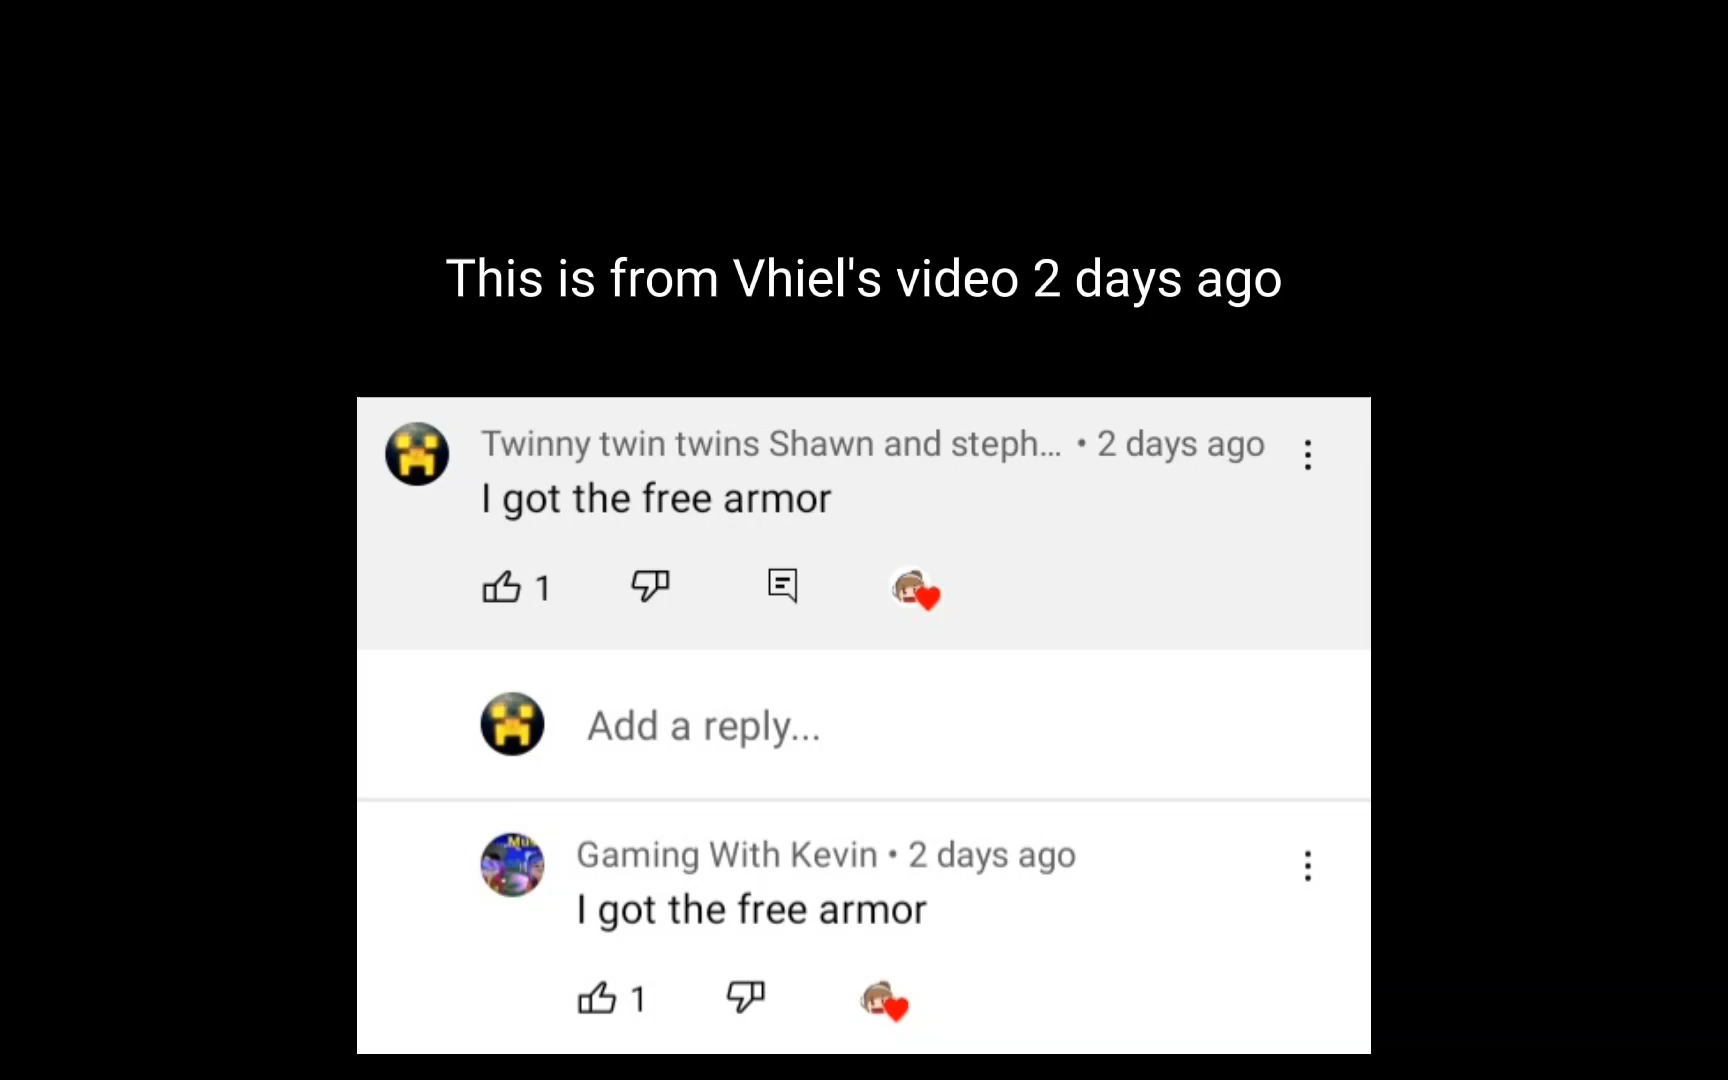 This is from Vhiel's video 2 days ago
Twinny twin twins Shawn and steph... • 2 days ago
I got the free armor
1
Add a reply...
Gaming With Kevin • 2 days ago
Mu
I got the free armor
1